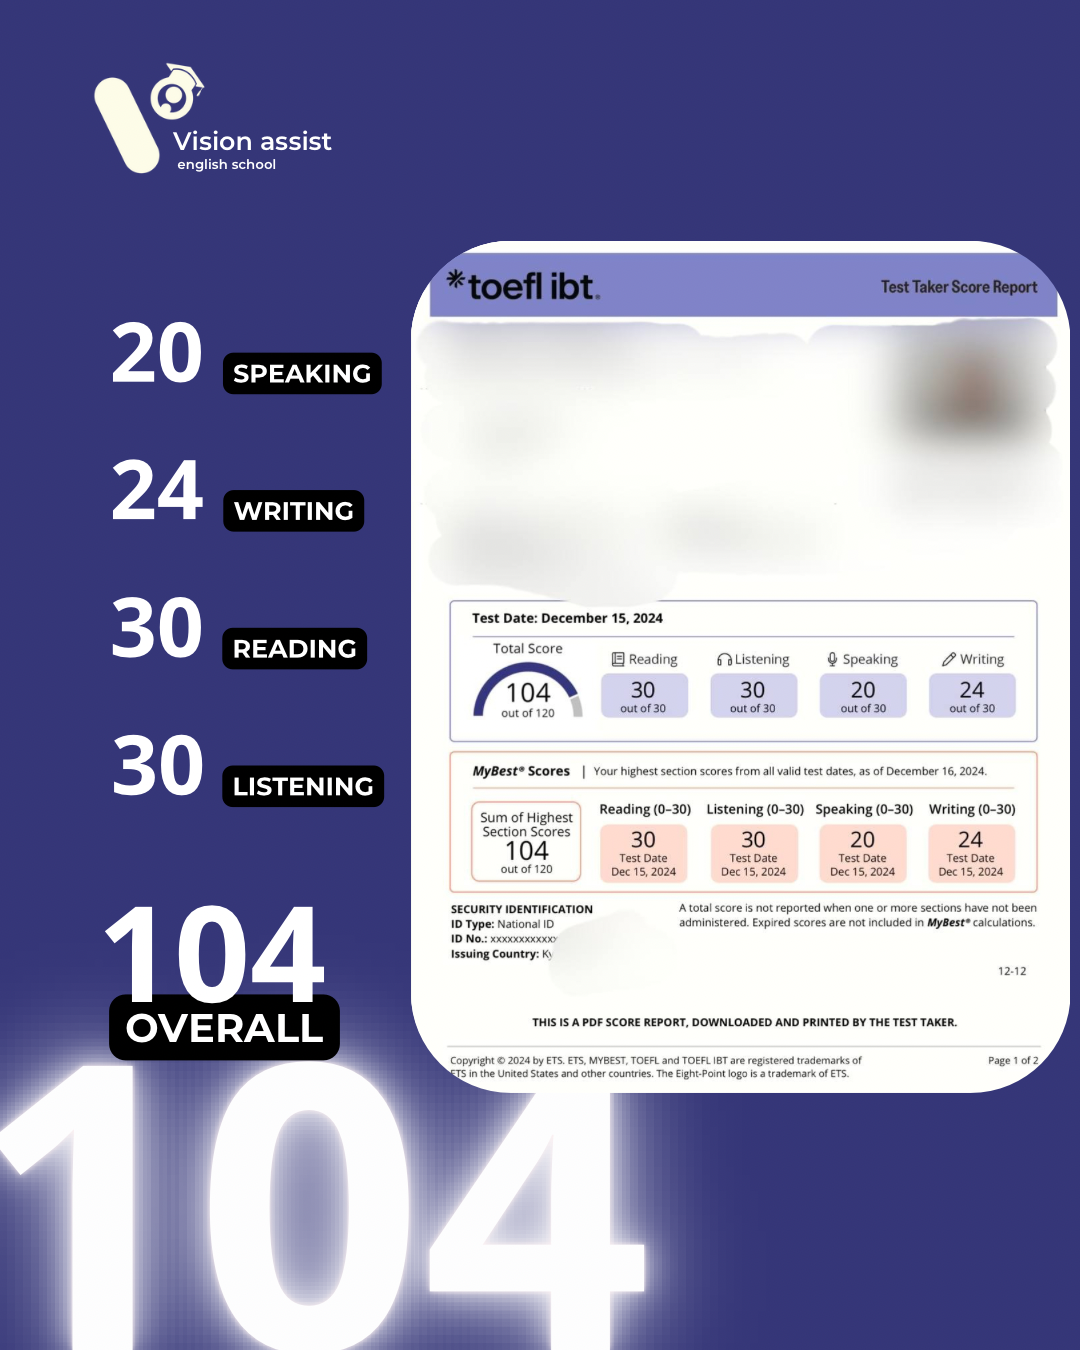 Vision assist
english school
20 SPEAKING
24 WRITING
30 READING
30 LISTENING
104
OVERALL
104
*toefl ibt.
Test Taker Score Report
Test Date: December 15, 2024
Total Score
104
out of 120
Reading
30
out of 30
Listening
30
out of 30
Speaking
20
out of 30
Writing
24
out of 30
MyBest® Scores | Your highest section scores from all valid test dates, as of December 16, 2024.
Sum of Highest
Section Scores
104
out of 120
Reading (0–30)
30
Test Date
Dec 15, 2024
Listening (0–30)
30
Test Date
Dec 15, 2024
Speaking (0–30)
20
Test Date
Dec 15, 2024
Writing (0–30)
24
Test Date
Dec 15, 2024
SECURITY IDENTIFICATION
ID Type: National ID
ID No.: xxxxxxxxxxxx
Issuing Country: Ky
A total score is not reported when one or more sections have not been
administered. Expired scores are not included in MyBest® calculations.
12-12
THIS IS A PDF SCORE REPORT, DOWNLOADED AND PRINTED BY THE TEST TAKER.
Copyright © 2024 by ETS. ETS, MYBEST, TOEFL and TOEFL IBT are registered trademarks of
ETS in the United States and other countries. The Eight-Point logo is a trademark of ETS.
Page 1 of 2